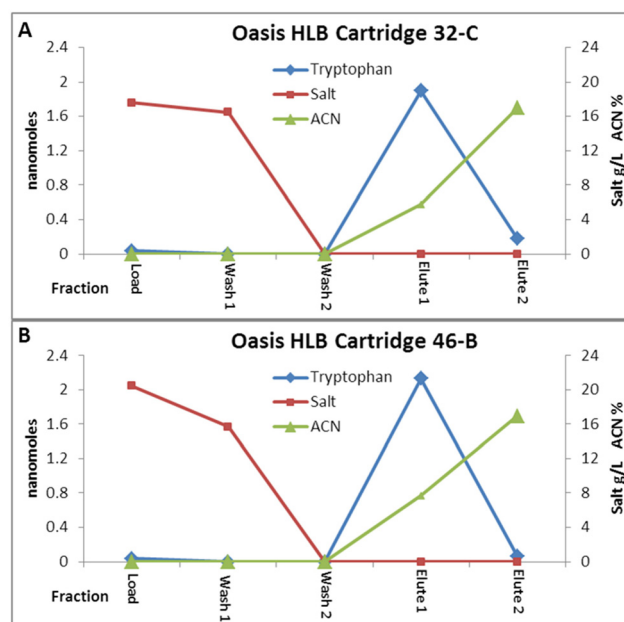 A
Oasis HLB Cartridge 32-C
2.4
2
1.6
1.2
0.8
0.4
0
nanomoles
Tryptophan
Salt
ACN
24
20
16
12
8
4
0
Salt g/L ACN %
Fraction
Load
Wash 1
Wash 2
Elute 1
Elute 2
B
Oasis HLB Cartridge 46-B
2.4
2
1.6
1.2
0.8
0.4
0
nanomoles
Tryptophan
Salt
ACN
24
20
16
12
8
4
0
Salt g/L ACN %
Fraction
Load
Wash 1
Wash 2
Elute 1
Elute 2